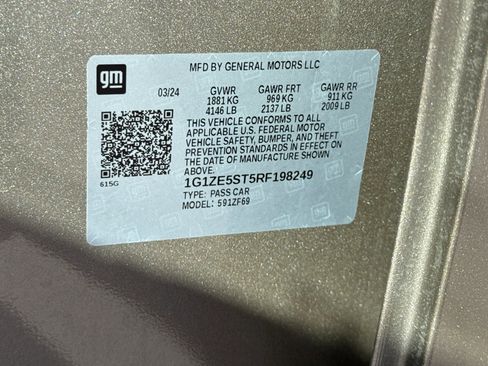 gm
MFD BY GENERAL MOTORS LLC
03/24 GVWR GAWR FRT GAWR RR
1881 KG 969 KG 911 KG
4146 LB 2137 LB 2009 LB
THIS VEHICLE CONFORMS TO ALL
APPLICABLE U.S. FEDERAL MOTOR
VEHICLE SAFETY, BUMPER, AND THEFT
PREVENTION STANDARDS IN EFFECT ON
THE DATE OF MANUFACTURE SHOWN
ABOVE.
615G
1G1ZE5ST5RF198249
TYPE: PASS CAR
MODEL: 591ZF69